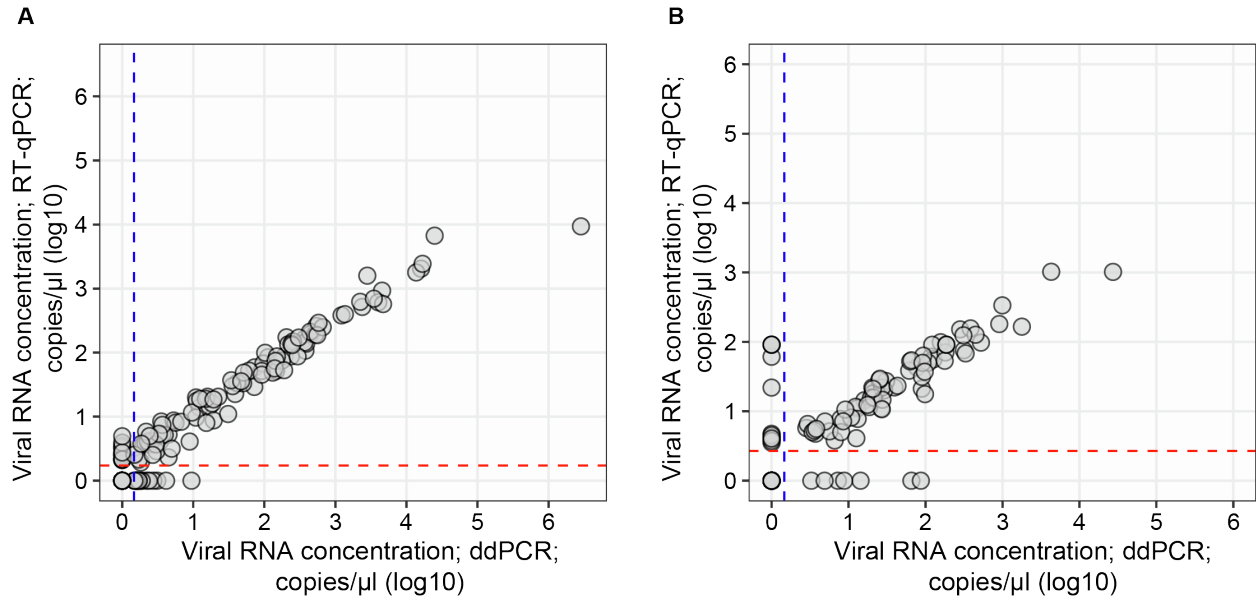 A
Viral RNA concentration; RT-qPCR;
copies/µl (log10)
6
5
4
3
2
1
0
0 1 2 3 4 5 6
Viral RNA concentration; ddPCR;
copies/µl (log10)
B
Viral RNA concentration; RT-qPCR;
copies/µl (log10)
6
5
4
3
2
1
0
0 1 2 3 4 5 6
Viral RNA concentration; ddPCR;
copies/µl (log10)